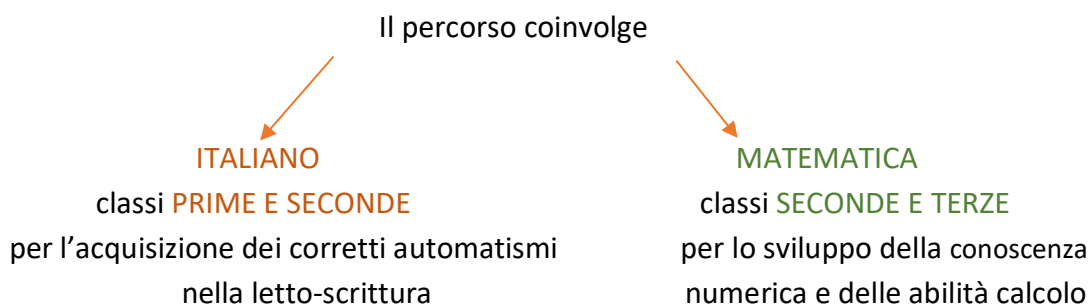 Il percorso coinvolge
ITALIANO
classi PRIME E SECONDE
per l’acquisizione dei corretti automatismi
nella letto-scrittura
MATEMATICA
classi SECONDE E TERZE
per lo sviluppo della conoscenza
numerica e delle abilità calcolo